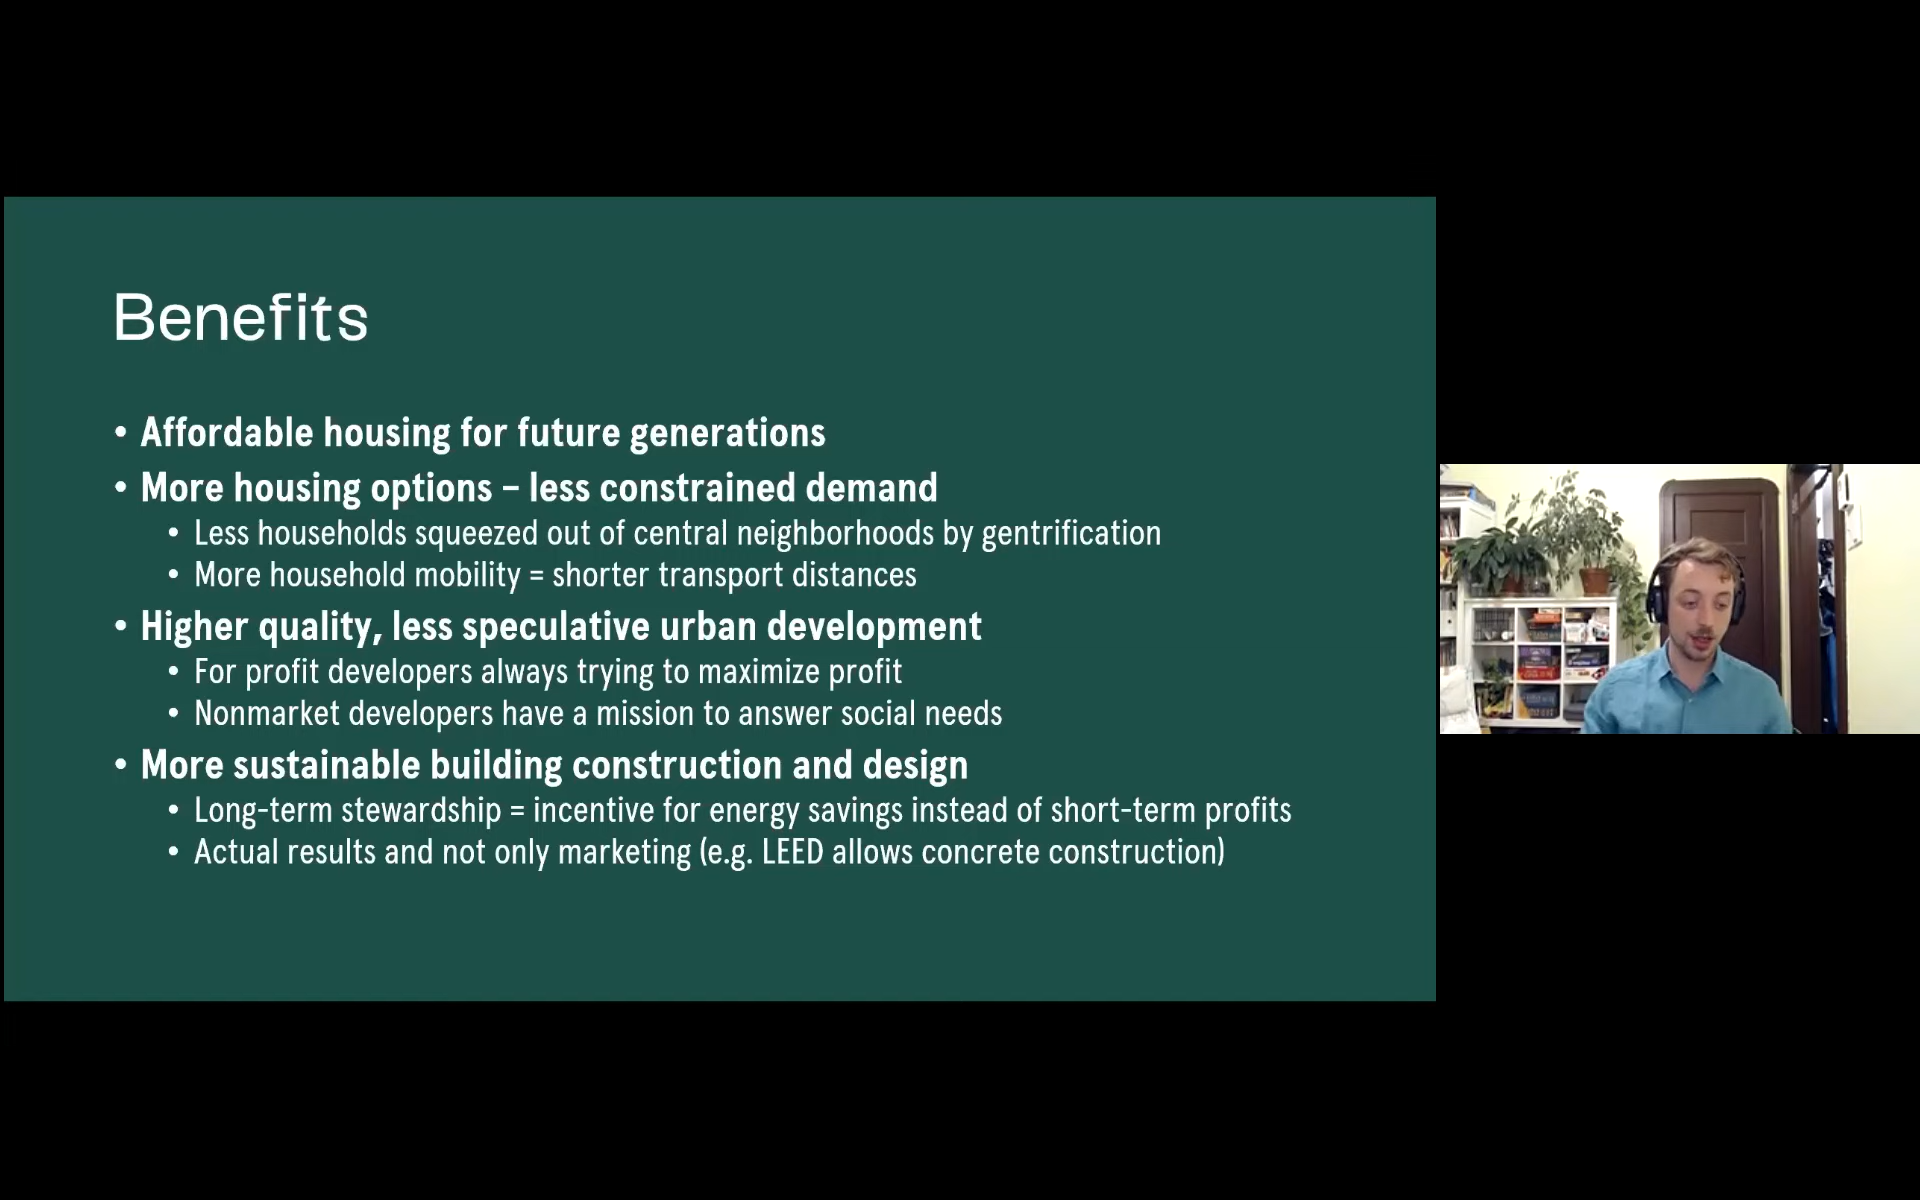 Benefits
• Affordable housing for future generations
• More housing options – less constrained demand
• Less households squeezed out of central neighborhoods by gentrification
• More household mobility = shorter transport distances
• Higher quality, less speculative urban development
• For profit developers always trying to maximize profit
• Nonmarket developers have a mission to answer social needs
• More sustainable building construction and design
• Long-term stewardship = incentive for energy savings instead of short-term profits
• Actual results and not only marketing (e.g. LEED allows concrete construction)